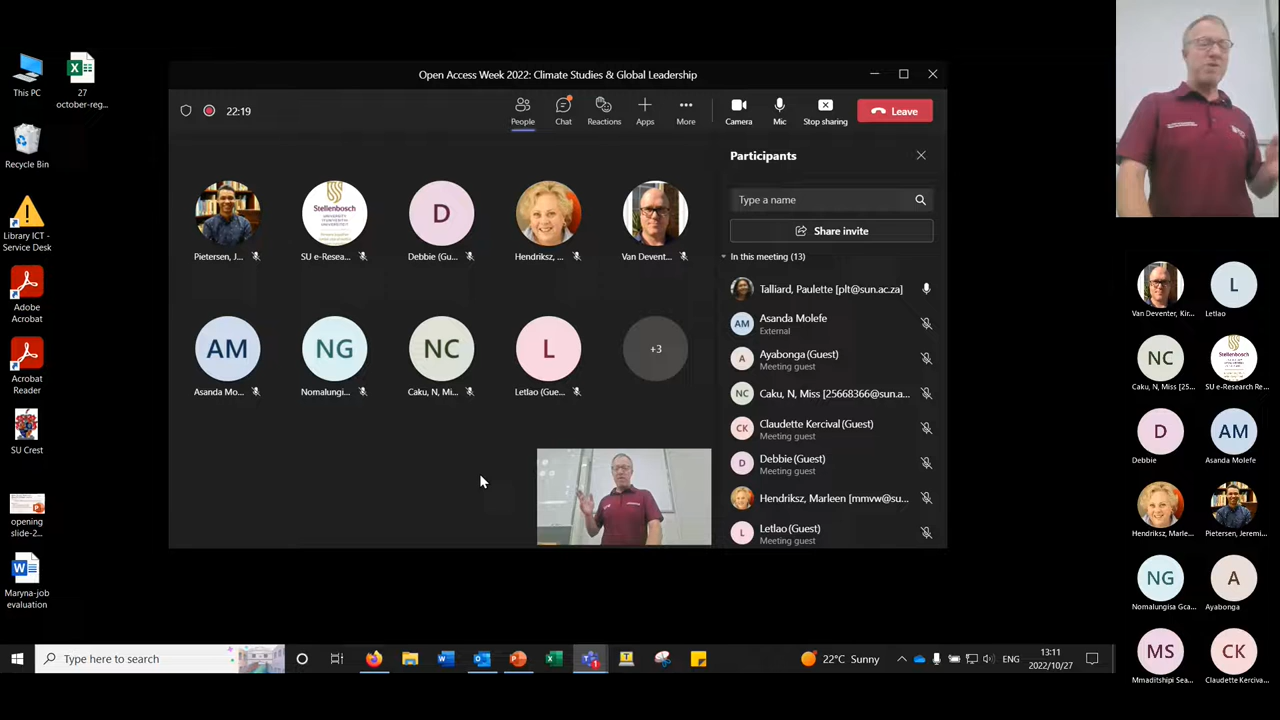 This PC
27
october-reg...
Recycle Bin
Library ICT -
Service Desk
Adobe
Acrobat
Acrobat
Reader
SU Crest
opening
slide-2...
Maryna-job
evaluation
Open Access Week 2022: Climate Studies & Global Leadership
22:19
People
Chat
Reactions
Apps
More
Camera
Mic
Stop sharing
Leave
Stellenbosch
D
Pietersen, J...
SU e-Resea...
Debbie (Gu...
Hendriksz, ...
Van Devent...
AM
NG
NC
L
+3
Asanda Mo...
Nomalungi...
Caku, N, Mi...
Letlao (Gue...
Participants
Type a name
Share invite
In this meeting (13)
Talliard, Paulette [plt@sun.ac.za]
AM
Asanda Molefe
External
A
Ayabonga (Guest)
Meeting guest
NC
Caku, N, Miss [25668366@sun.a...
CK
Claudette Kercival (Guest)
Meeting guest
D
Debbie (Guest)
Meeting guest
Hendriksz, Marleen [mmvw@su...
L
Letlao (Guest)
Meeting guest
L
Van Deventer, Kir...
Letlao
NC
Stellenbosch
Caku, N, Miss [25...
SU e-Research Re...
D
AM
Debbie
Asanda Molefe
Hendriksz, Marle...
Pietersen, Jeremi...
NG
A
Nomalungisa Gca...
Ayabonga
MS
CK
Mmaditshipi Sea...
Claudette Kerciva...
Type here to search
22°C Sunny
ENG
13:11
2022/10/27